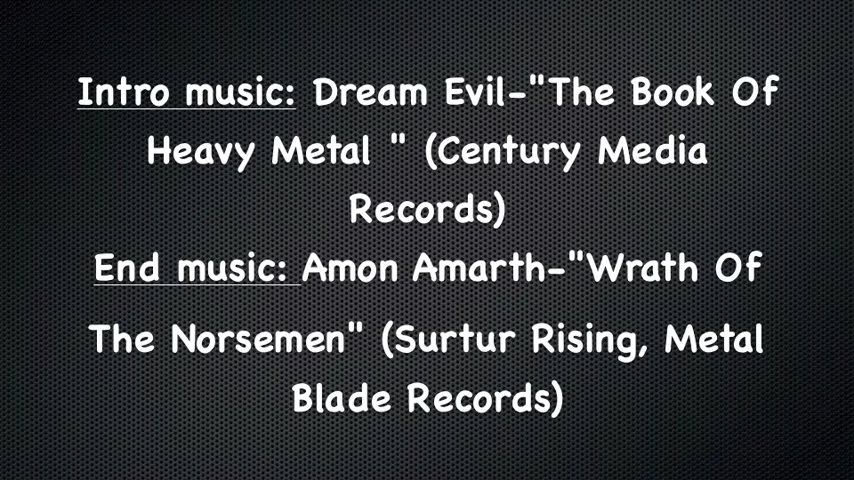 Intro music: Dream Evil-"The Book Of
Heavy Metal " (Century Media
Records)
End music: Amon Amarth-"Wrath Of
The Norsemen" (Surtur Rising, Metal
Blade Records)